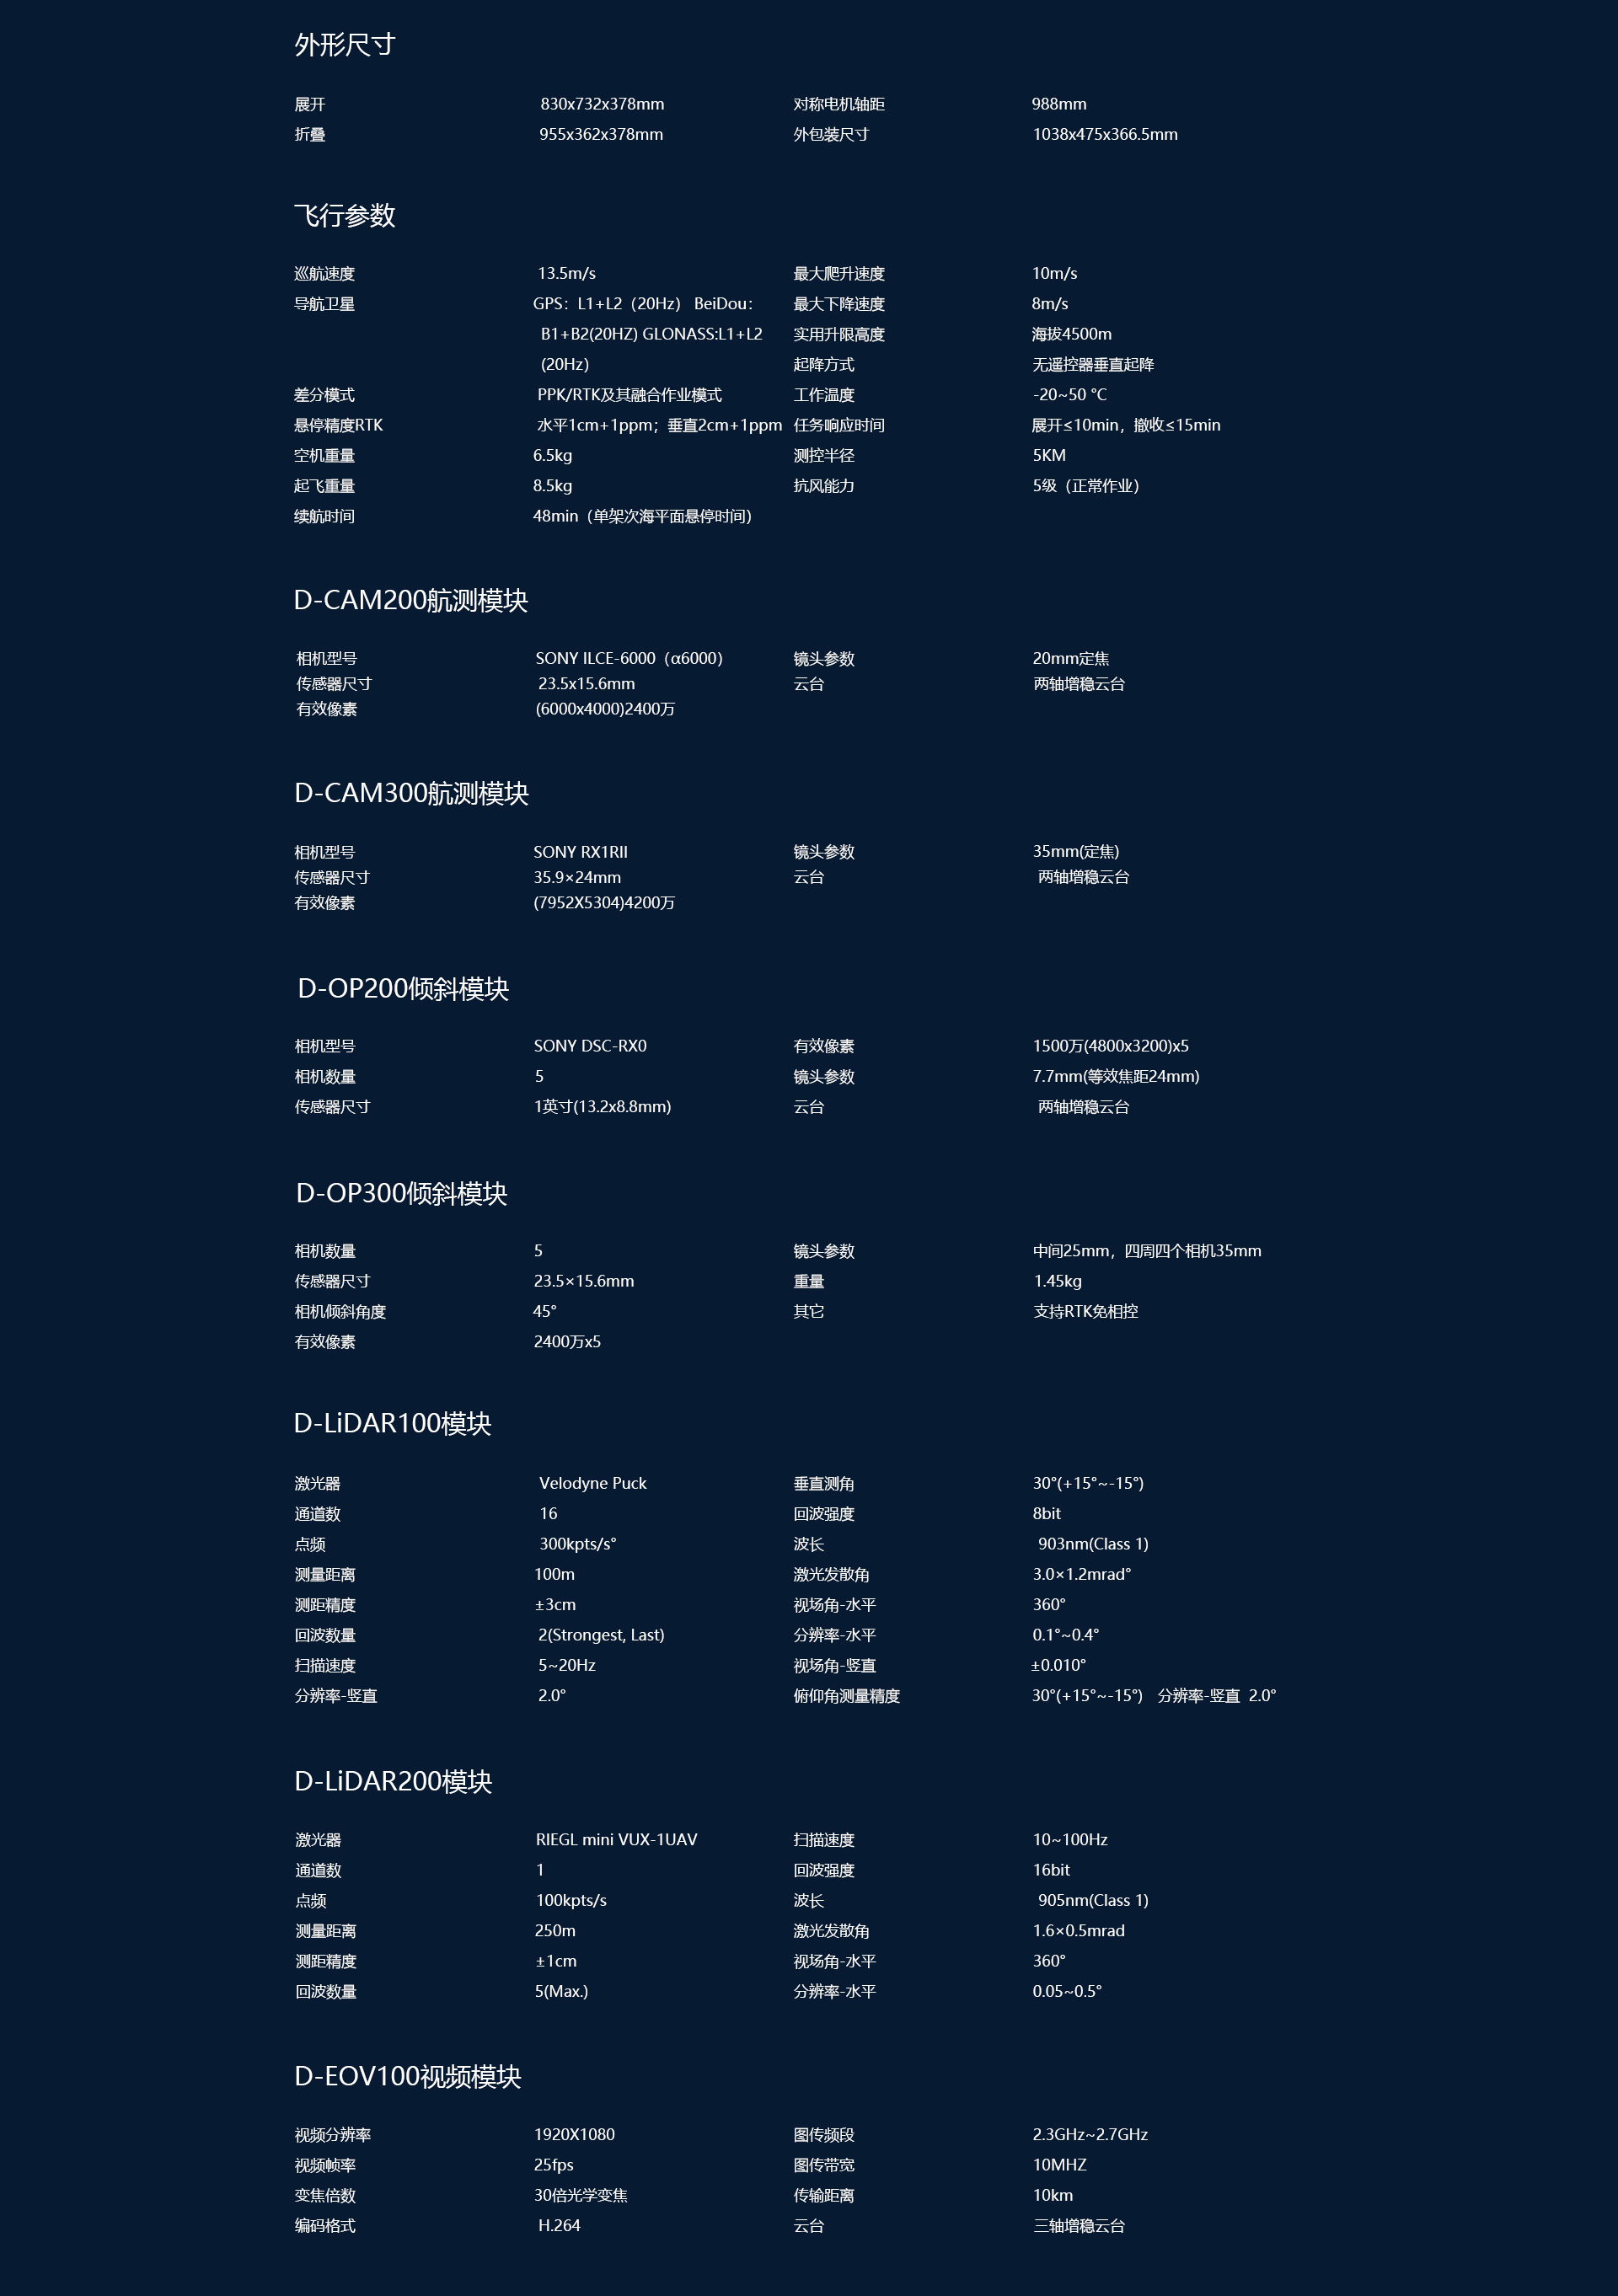 外形尺寸
展开 830x732x378mm 对称电机轴距 988mm
折叠 955x362x378mm 外包装尺寸 1038x475x366.5mm
飞行参数
巡航速度 13.5m/s 最大爬升速度 10m/s
导航卫星 GPS：L1+L2（20Hz） BeiDou： 最大下降速度 8m/s
B1+B2(20HZ) GLONASS:L1+L2 实用升限高度 海拔4500m
(20Hz） 起降方式 无遥控器垂直起降
差分模式 PPK/RTK及其融合作业模式 工作温度 -20~50 °C
悬停精度RTK 水平1cm+1ppm；垂直2cm+1ppm 任务响应时间 展开≤10min，撤收≤15min
空机重量 6.5kg 测控半径 5KM
起飞重量 8.5kg 抗风能力 5级（正常作业）
续航时间 48min（单架次海平面悬停时间）
D-CAM200航测模块
相机型号 SONY ILCE-6000（α6000） 镜头参数 20mm定焦
传感器尺寸 23.5x15.6mm 云台 两轴增稳云台
有效像素 (6000x4000)2400万
D-CAM300航测模块
相机型号 SONY RX1RII 镜头参数 35mm(定焦)
传感器尺寸 35.9×24mm 云台 两轴增稳云台
有效像素 (7952X5304)4200万
D-OP200倾斜模块
相机型号 SONY DSC-RX0 有效像素 1500万(4800x3200)x5
相机数量 5 镜头参数 7.7mm(等效焦距24mm)
传感器尺寸 1英寸(13.2x8.8mm) 云台 两轴增稳云台
D-OP300倾斜模块
相机数量 5 镜头参数 中间25mm，四周四个相机35mm
传感器尺寸 23.5×15.6mm 重量 1.45kg
相机倾斜角度 45° 其它 支持RTK免相控
有效像素 2400万x5
D-LiDAR100模块
激光器 Velodyne Puck 垂直测角 30°(+15°~-15°)
通道数 16 回波强度 8bit
点频 300kpts/s° 波长 903nm(Class 1)
测量距离 100m 激光发散角 3.0×1.2mrad°
测距精度 ±3cm 视场角-水平 360°
回波数量 2(Strongest, Last) 分辨率-水平 0.1°~0.4°
扫描速度 5~20Hz 视场角-竖直 ±0.010°
分辨率-竖直 2.0° 俯仰角测量精度 30°(+15°~-15°) 分辨率-竖直 2.0°
D-LiDAR200模块
激光器 RIEGL mini VUX-1UAV 扫描速度 10~100Hz
通道数 1 回波强度 16bit
点频 100kpts/s 波长 905nm(Class 1)
测量距离 250m 激光发散角 1.6×0.5mrad
测距精度 ±1cm 视场角-水平 360°
回波数量 5(Max.) 分辨率-水平 0.05~0.5°
D-EOV100视频模块
视频分辨率 1920X1080 图传频段 2.3GHz~2.7GHz
视频帧率 25fps 图传带宽 10MHZ
变焦倍数 30倍光学变焦 传输距离 10km
编码格式 H.264 云台 三轴增稳云台